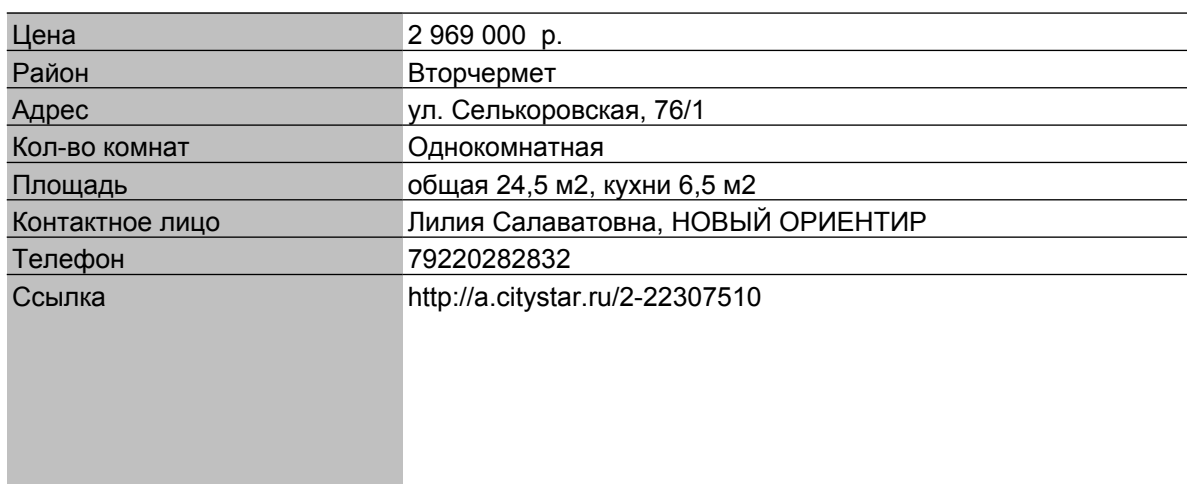 Цена 2 969 000 р.
Район Вторчермет
Адрес ул. Селькоровская, 76/1
Кол-во комнат Однокомнатная
Площадь общая 24,5 м2, кухни 6,5 м2
Контактное лицо Лилия Салаватовна, НОВЫЙ ОРИЕНТИР
Телефон 79220282832
Ссылка http://a.citystar.ru/2-22307510